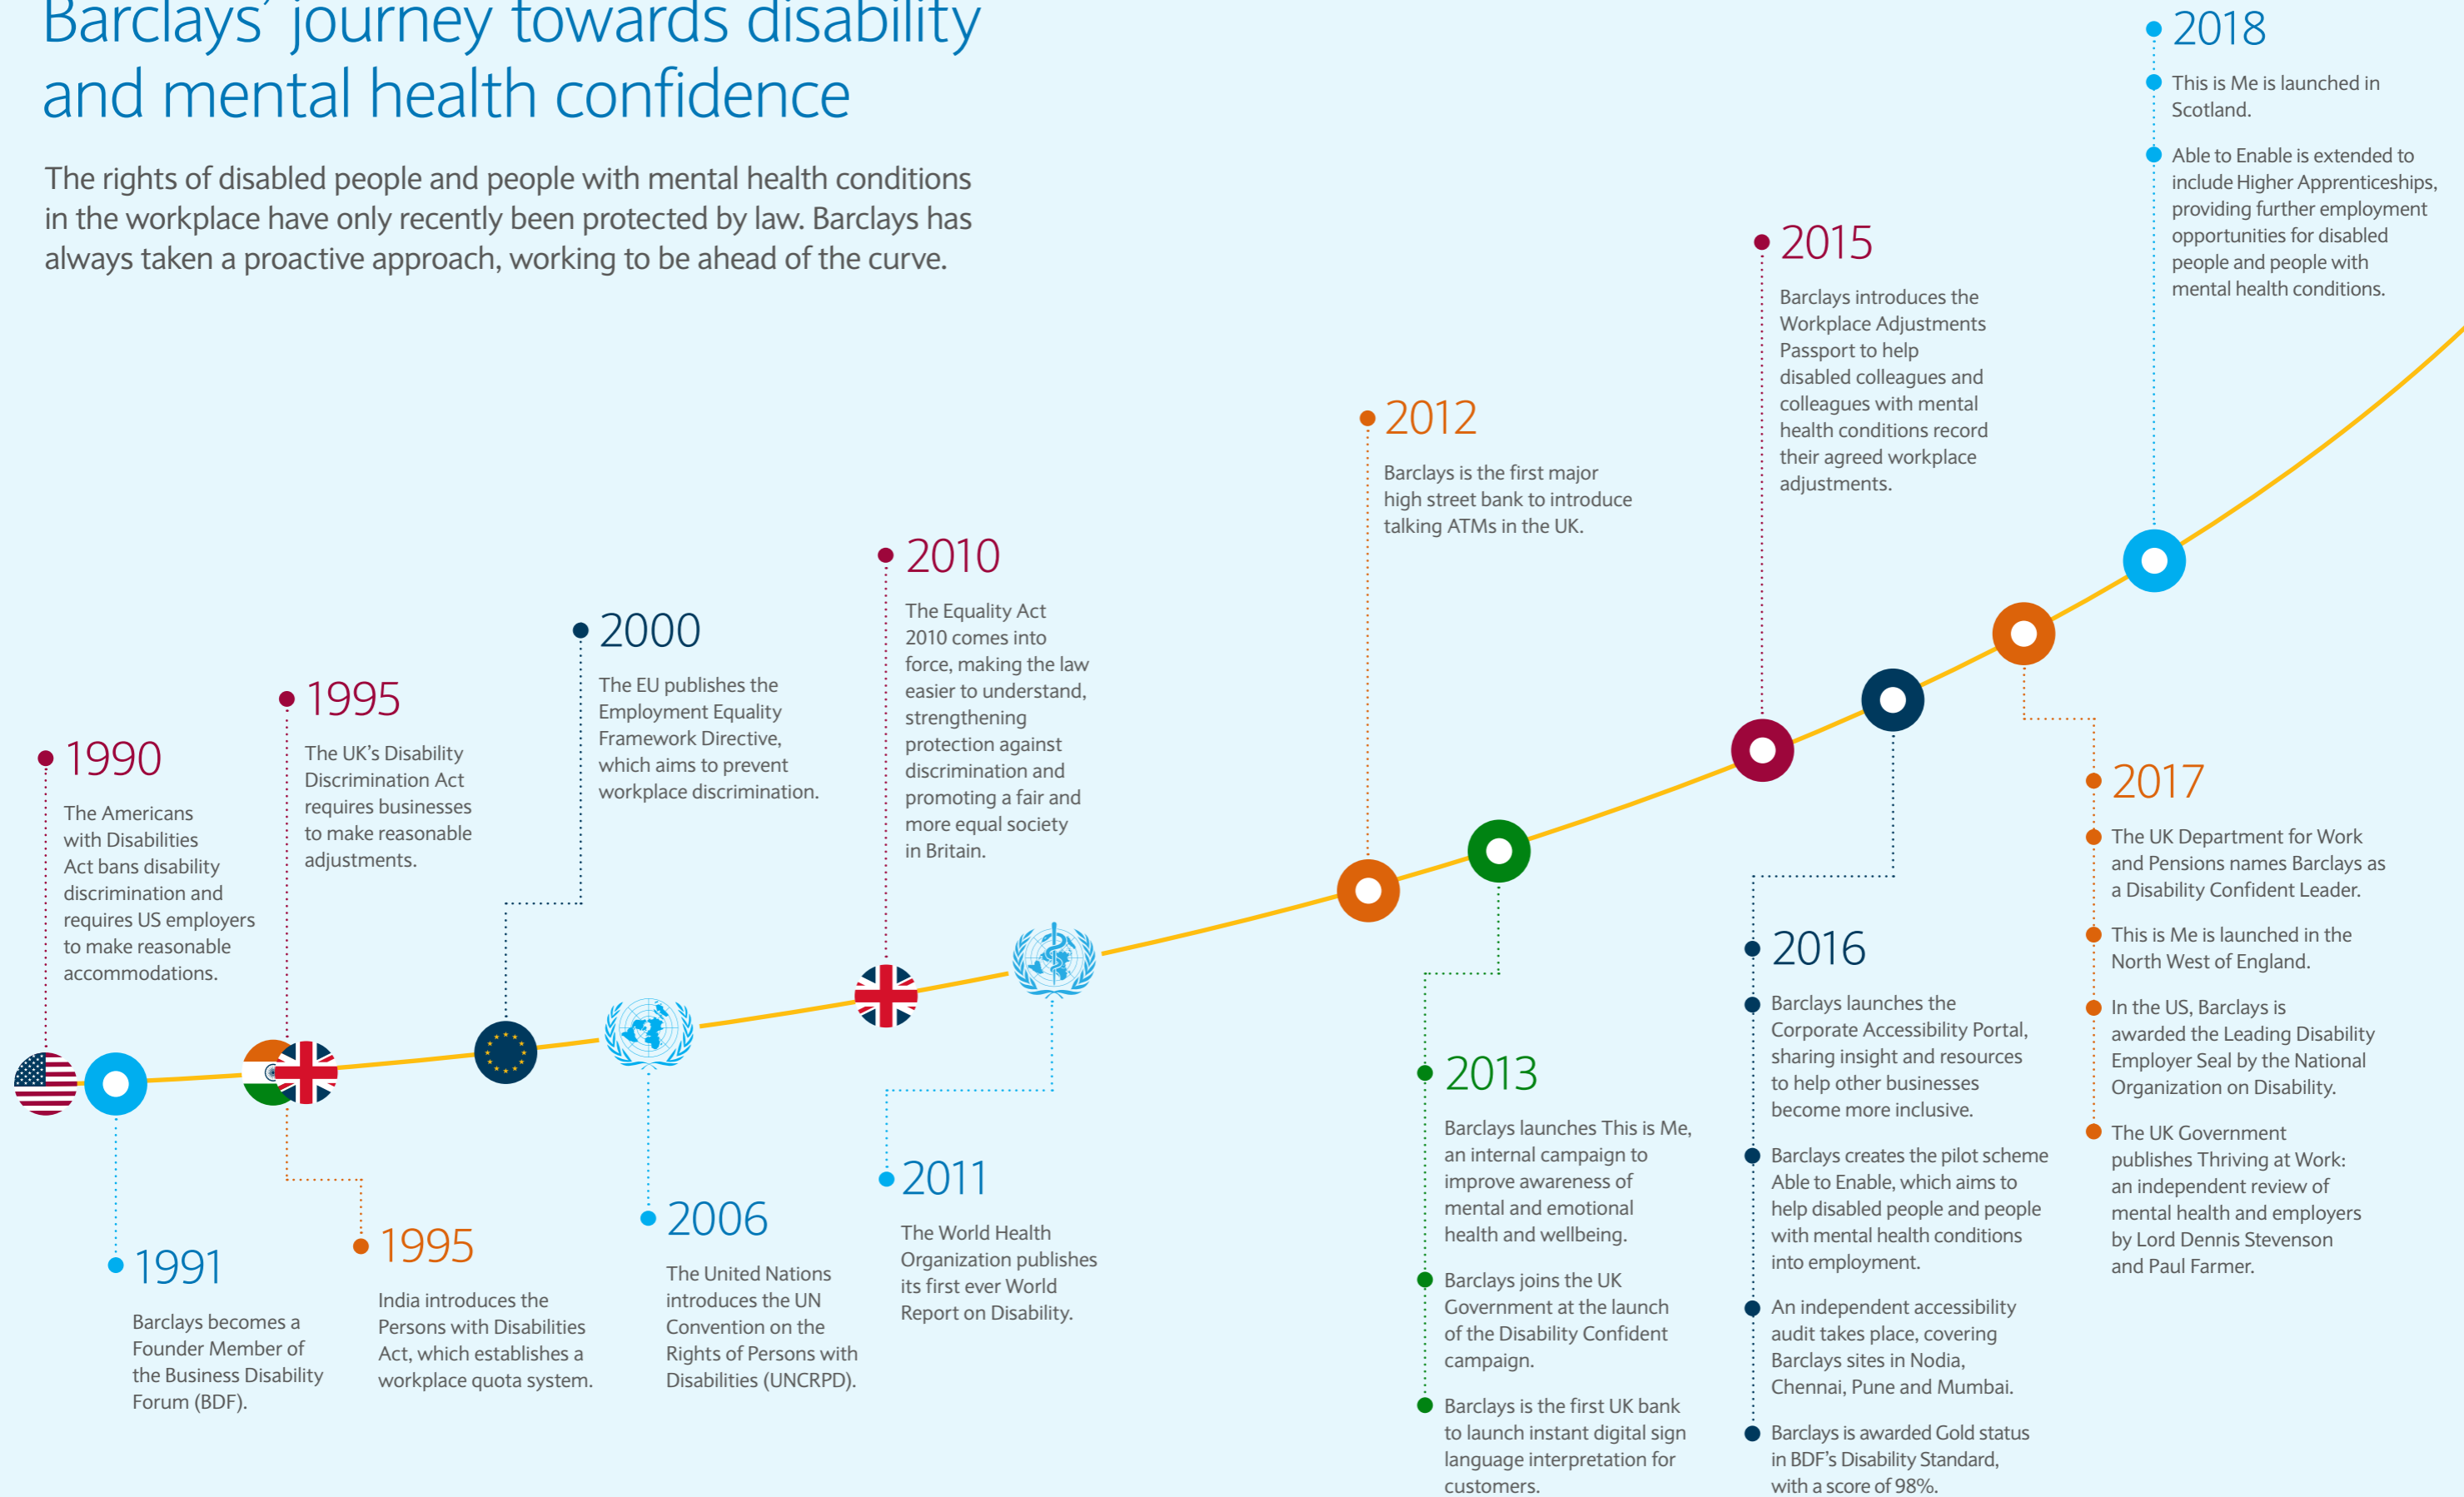 Barclays’ journey towards disability
and mental health confidence
The rights of disabled people and people with mental health conditions
in the workplace have only recently been protected by law. Barclays has
always taken a proactive approach, working to be ahead of the curve.
1990
The Americans
with Disabilities
Act bans disability
discrimination and
requires US employers
to make reasonable
accommodations.
1991
Barclays becomes a
Founder Member of
the Business Disability
Forum (BDF).
1995
The UK’s Disability
Discrimination Act
requires businesses
to make reasonable
adjustments.
1995
India introduces the
Persons with Disabilities
Act, which establishes a
workplace quota system.
2000
The EU publishes the
Employment Equality
Framework Directive,
which aims to prevent
workplace discrimination.
2006
The United Nations
introduces the UN
Convention on the
Rights of Persons with
Disabilities (UNCRPD).
2010
The Equality Act
2010 comes into
force, making the law
easier to understand,
strengthening
protection against
discrimination and
promoting a fair and
more equal society
in Britain.
2011
The World Health
Organization publishes
its first ever World
Report on Disability.
2012
Barclays is the first major
high street bank to introduce
talking ATMs in the UK.
2013
Barclays launches This is Me,
an internal campaign to
improve awareness of
mental and emotional
health and wellbeing.
Barclays joins the UK
Government at the launch
of the Disability Confident
campaign.
Barclays is the first UK bank
to launch instant digital sign
language interpretation for
customers.
2015
Barclays introduces the
Workplace Adjustments
Passport to help
disabled colleagues and
colleagues with mental
health conditions record
their agreed workplace
adjustments.
2016
Barclays launches the
Corporate Accessibility Portal,
sharing insight and resources
to help other businesses
become more inclusive.
Barclays creates the pilot scheme
Able to Enable, which aims to
help disabled people and people
with mental health conditions
into employment.
An independent accessibility
audit takes place, covering
Barclays sites in Nodia,
Chennai, Pune and Mumbai.
Barclays is awarded Gold status
in BDF’s Disability Standard,
with a score of 98%.
2017
The UK Department for Work
and Pensions names Barclays as
a Disability Confident Leader.
This is Me is launched in the
North West of England.
In the US, Barclays is
awarded the Leading Disability
Employer Seal by the National
Organization on Disability.
The UK Government
publishes Thriving at Work:
an independent review of
mental health and employers
by Lord Dennis Stevenson
and Paul Farmer.
2018
This is Me is launched in
Scotland.
Able to Enable is extended to
include Higher Apprenticeships,
providing further employment
opportunities for disabled
people and people with
mental health conditions.